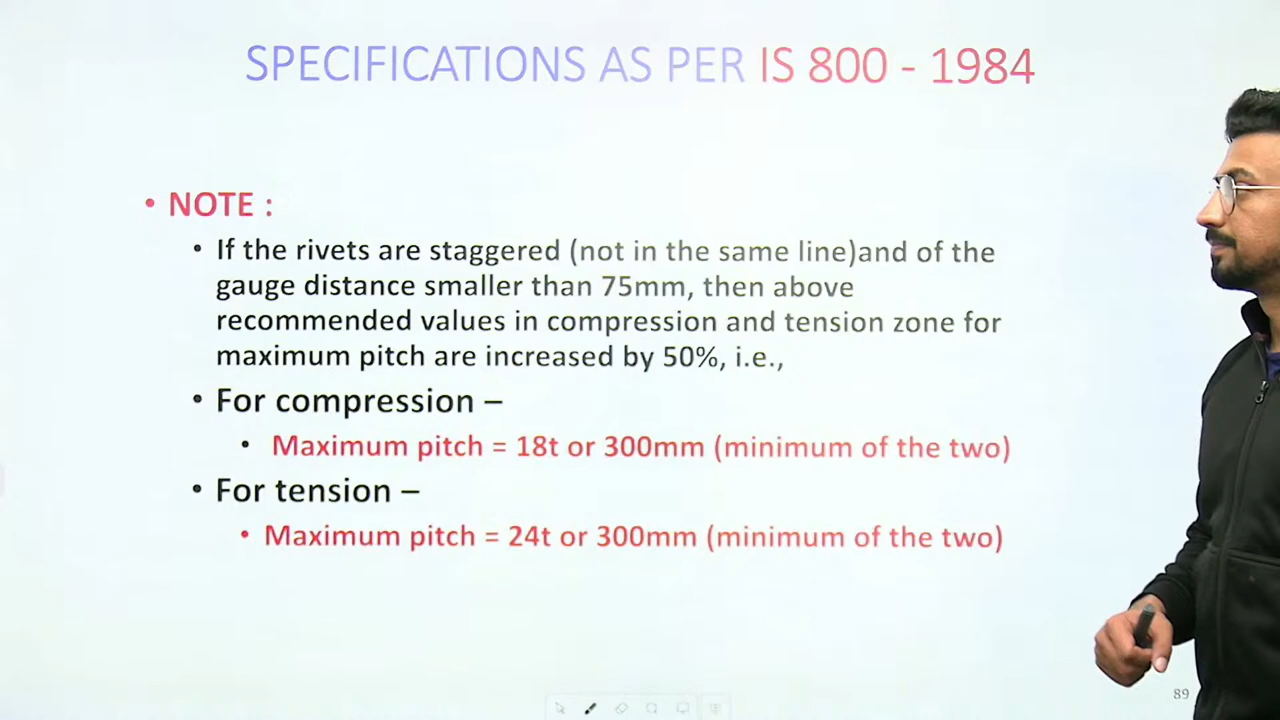 SPECIFICATIONS AS PER IS 800 - 1984
• NOTE :
• If the rivets are staggered (not in the same line)and of the
gauge distance smaller than 75mm, then above
recommended values in compression and tension zone for
maximum pitch are increased by 50%, i.e.,
• For compression –
• Maximum pitch = 18t or 300mm (minimum of the two)
• For tension –
• Maximum pitch = 24t or 300mm (minimum of the two)
89